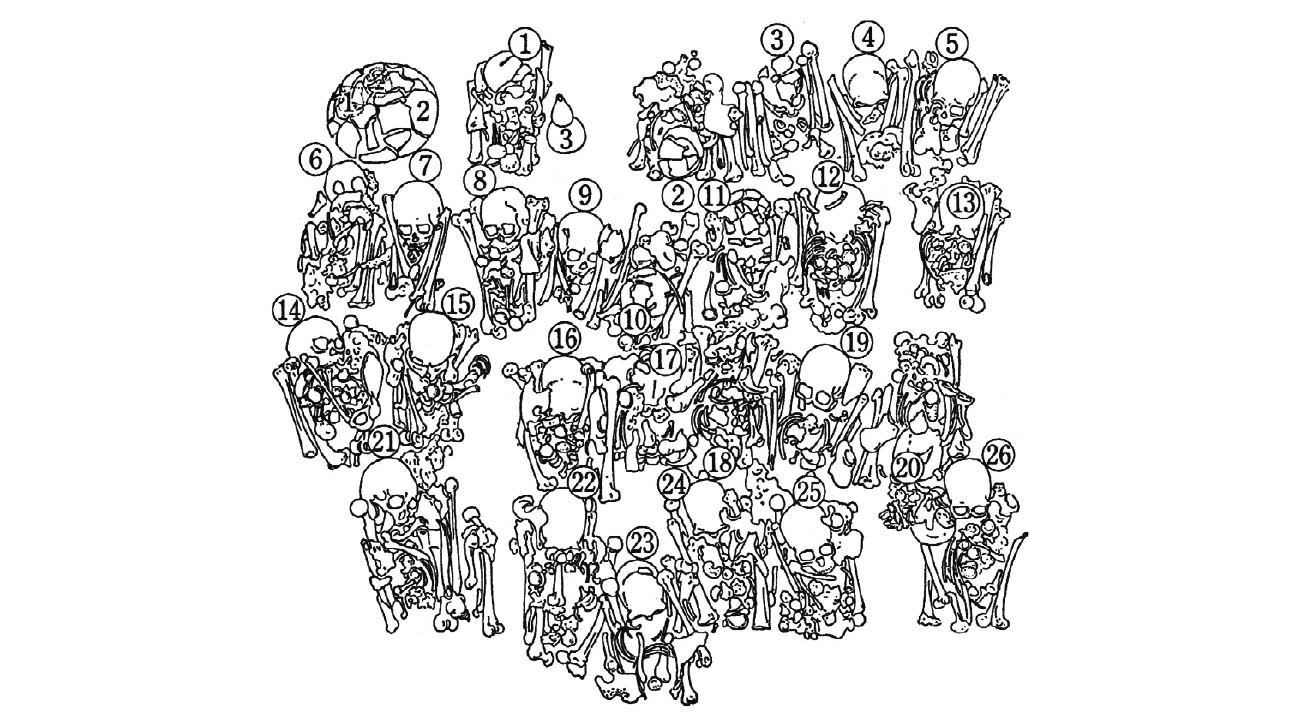 ① ③ ④ ⑤
1 2 3
⑥ ⑦ ⑧ ⑨ ② ⑪ ⑫ ⑬
⑭ ⑮ ⑯ ⑩ ⑰ ⑲
㉑ ㉒ ㉔ ⑱ ㉕ ⑳ ㉖
㉓